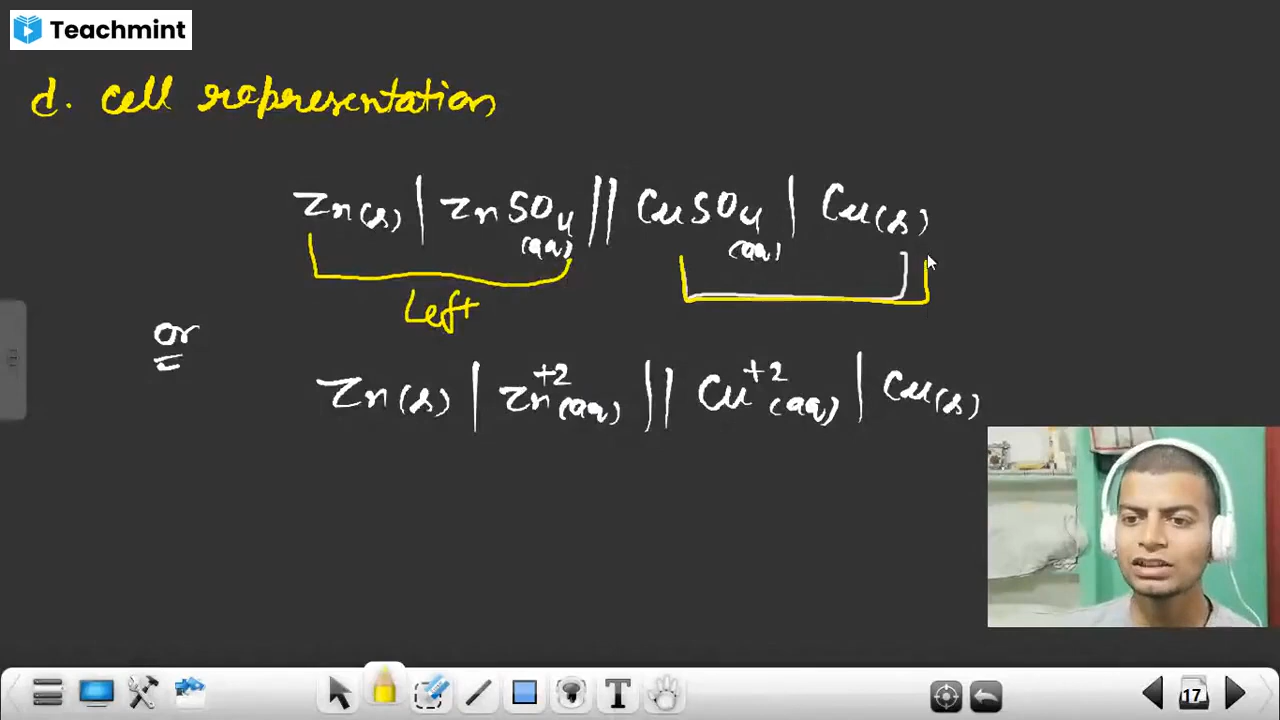 Teachmint
d. cell representation
Zn(s) | ZnSO4 (aq) || CuSO4 (aq) | Cu(s)
Left
or
Zn(s) | Zn+2(aq) || Cu+2(aq) | Cu(s)
17